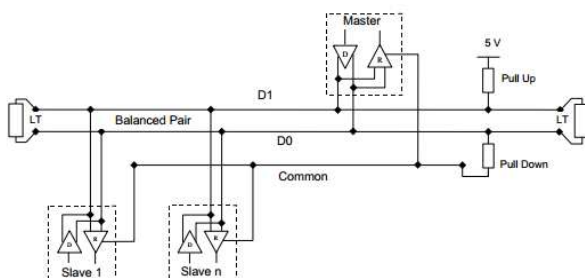 Master
D
R
5 V
Pull Up
D1
LT
Balanced Pair
LT
D0
Pull Down
Common
D
R
D
R
Slave 1
Slave n